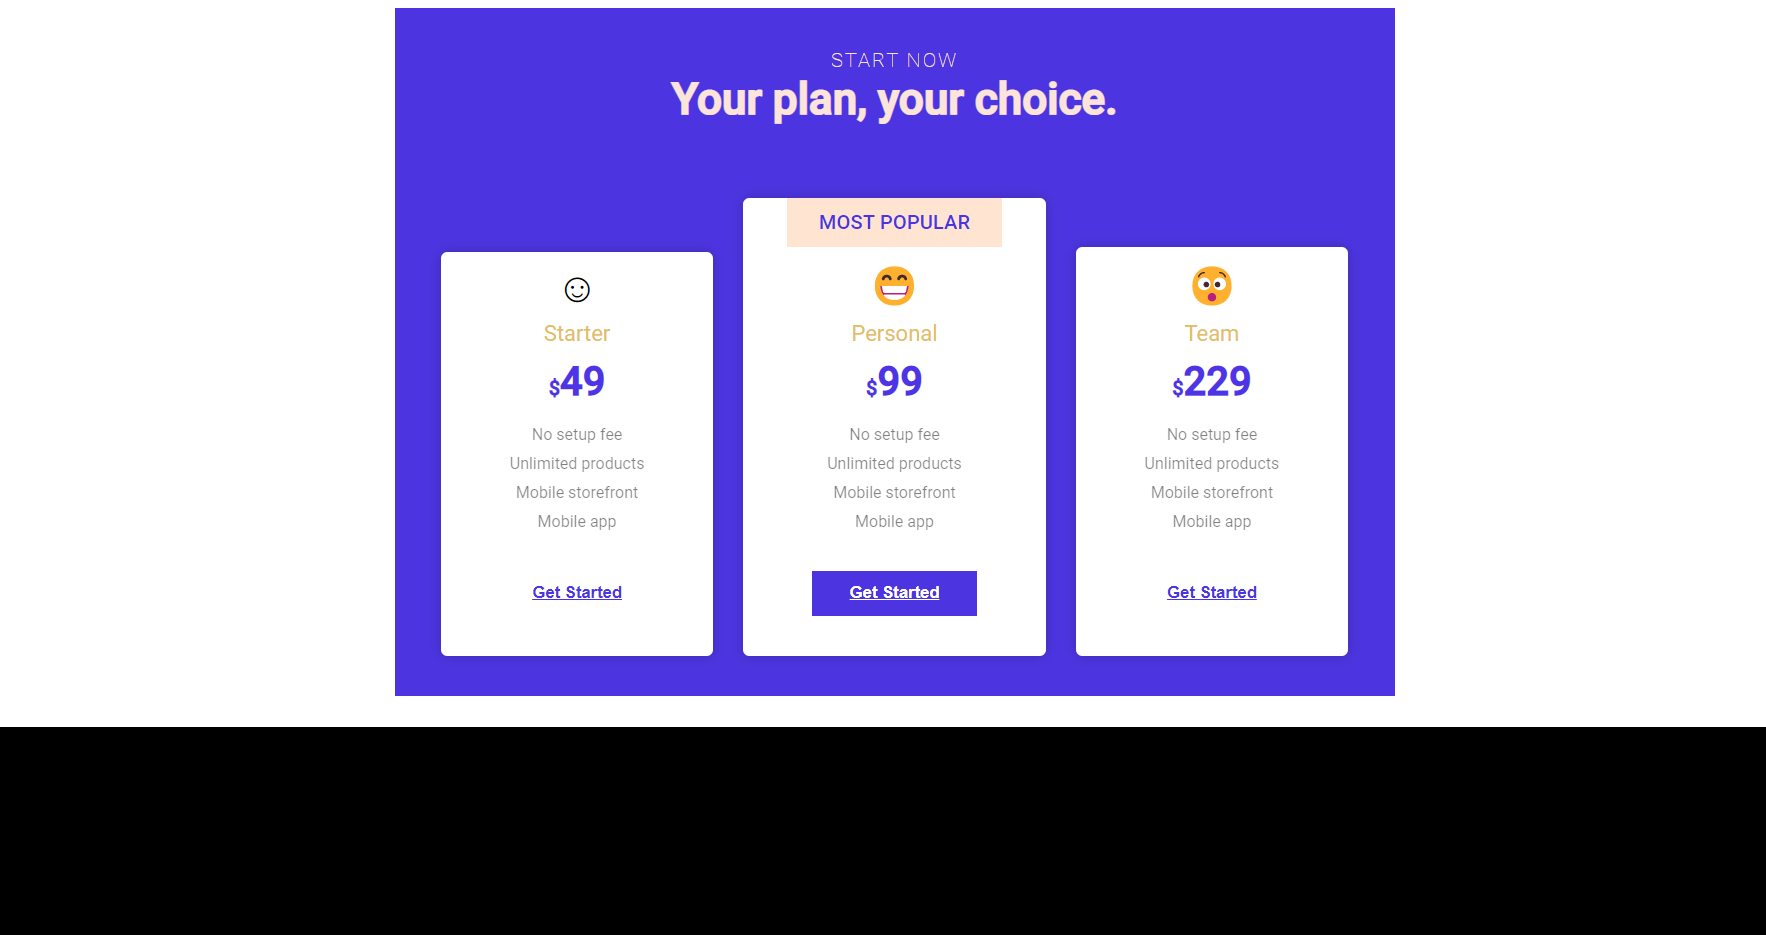 START NOW
Your plan, your choice.
Starter
$49
No setup fee
Unlimited products
Mobile storefront
Mobile app
Get Started
MOST POPULAR
Personal
$99
No setup fee
Unlimited products
Mobile storefront
Mobile app
Get Started
Team
$229
No setup fee
Unlimited products
Mobile storefront
Mobile app
Get Started